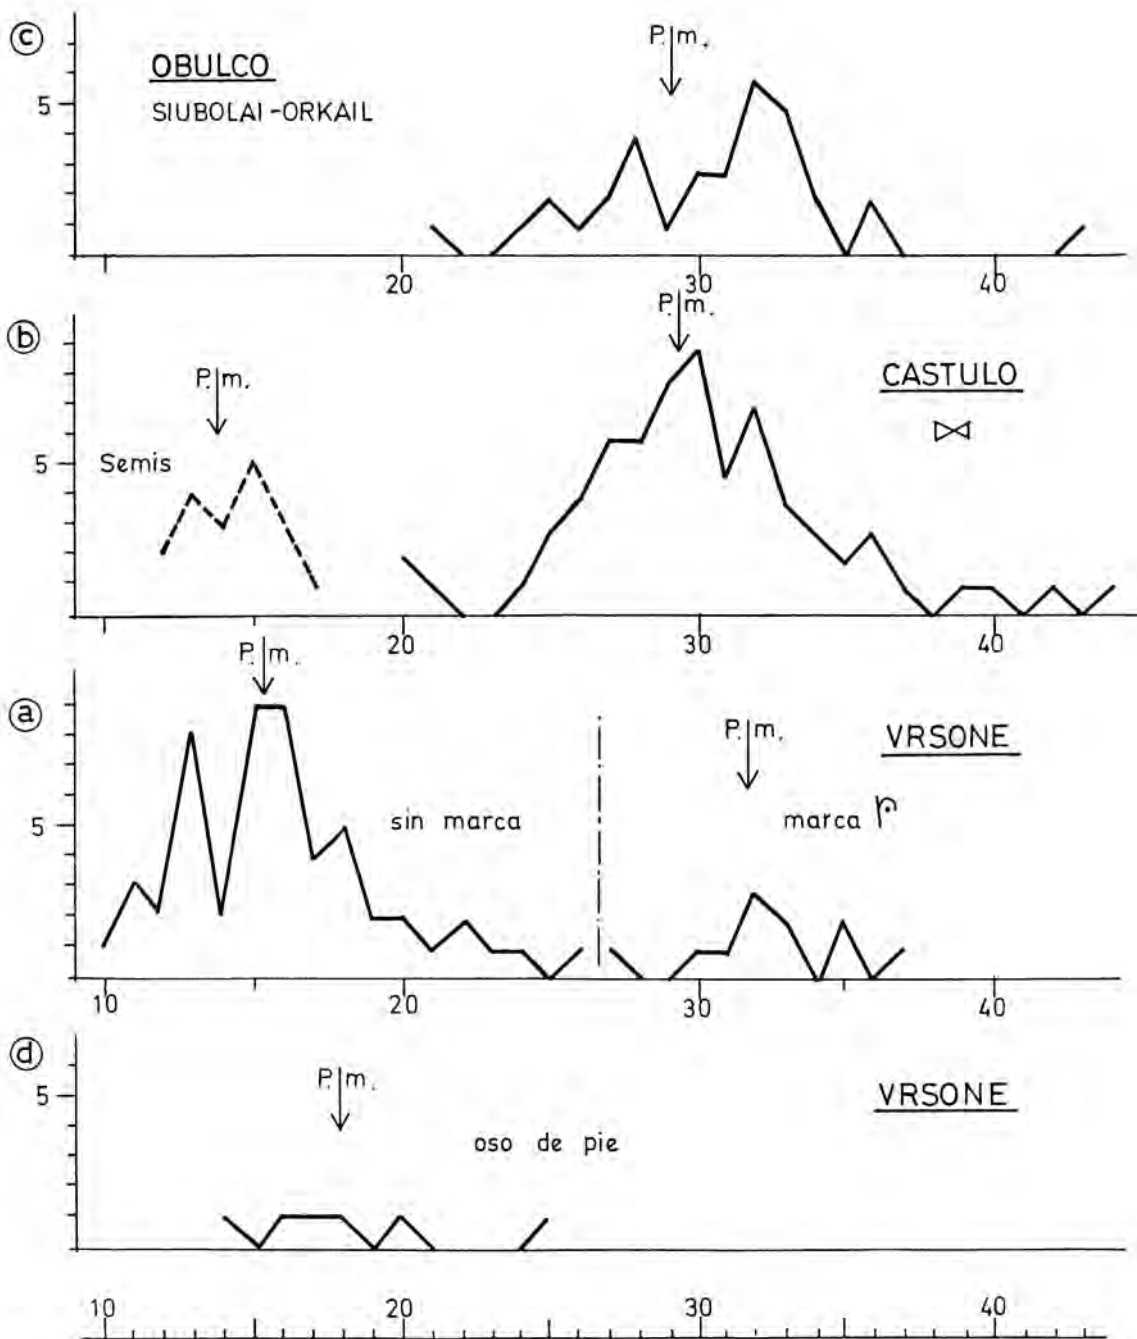 c
OBULCO
SIUBOLAI-ORKAIL
P.m.
5
20 30 40
b
P.m.
P.m.
CASTULO
Semis
5
20 30 40
a
P.m.
P.m.
VRSONE
5
sin marca
marca
10 20 30 40
d
P.m.
VRSONE
5
oso de pie
10 20 30 40